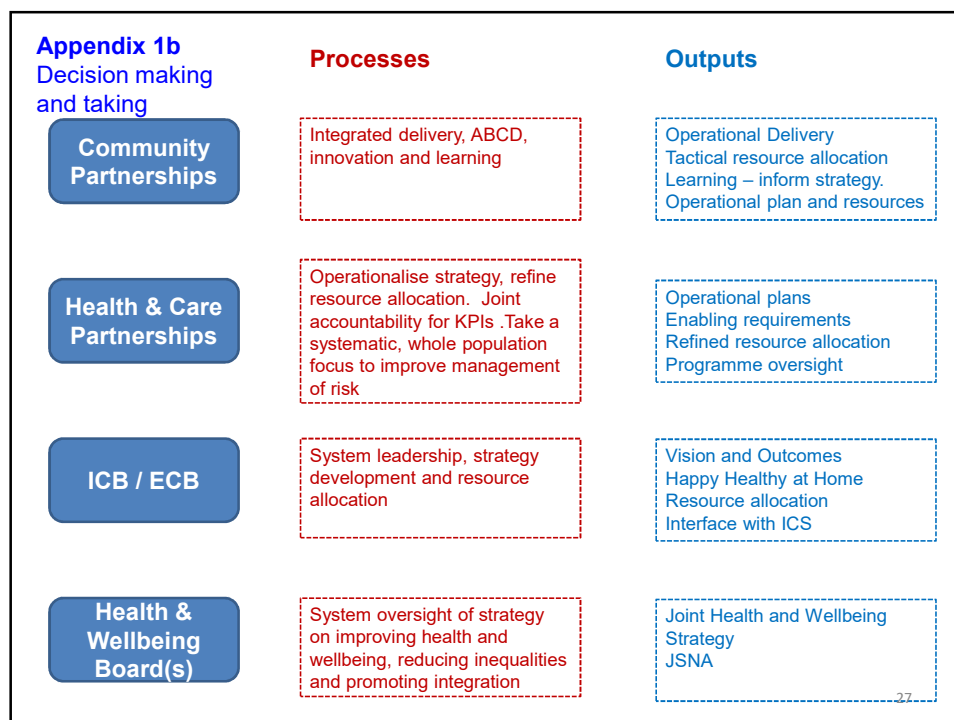 Appendix 1b
Decision making
and taking
Processes
Outputs
Community
Partnerships
Integrated delivery, ABCD,
innovation and learning
Operational Delivery
Tactical resource allocation
Learning – inform strategy.
Operational plan and resources
Health & Care
Partnerships
Operationalise strategy, refine
resource allocation.  Joint
accountability for KPIs .Take a
systematic, whole population
focus to improve management
of risk
Operational plans
Enabling requirements
Refined resource allocation
Programme oversight
ICB / ECB
System leadership, strategy
development and resource
allocation
Vision and Outcomes
Happy Healthy at Home
Resource allocation
Interface with ICS
Health &
Wellbeing
Board(s)
System oversight of strategy
on improving health and
wellbeing, reducing inequalities
and promoting integration
Joint Health and Wellbeing
Strategy
JSNA
27